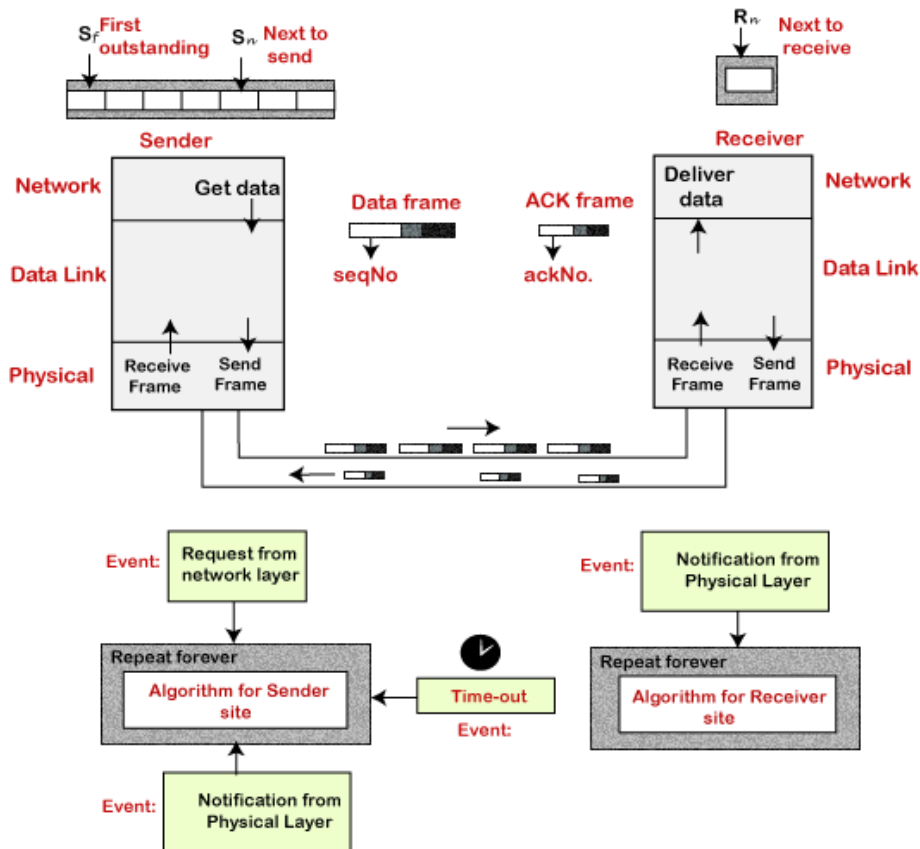 Sf First
outstanding
Sn Next to
send
Rn
Next to
receive
Sender
Receiver
Network
Get data
Data frame
ACK frame
Deliver
data
Network
seqNo
ackNo.
Data Link
Data Link
Physical
Receive
Frame
Send
Frame
Receive
Frame
Send
Frame
Physical
Event:
Request from
network layer
Event:
Notification from
Physical Layer
Repeat forever
Algorithm for Sender
site
Time-out
Event:
Repeat forever
Algorithm for Receiver
site
Event:
Notification from
Physical Layer